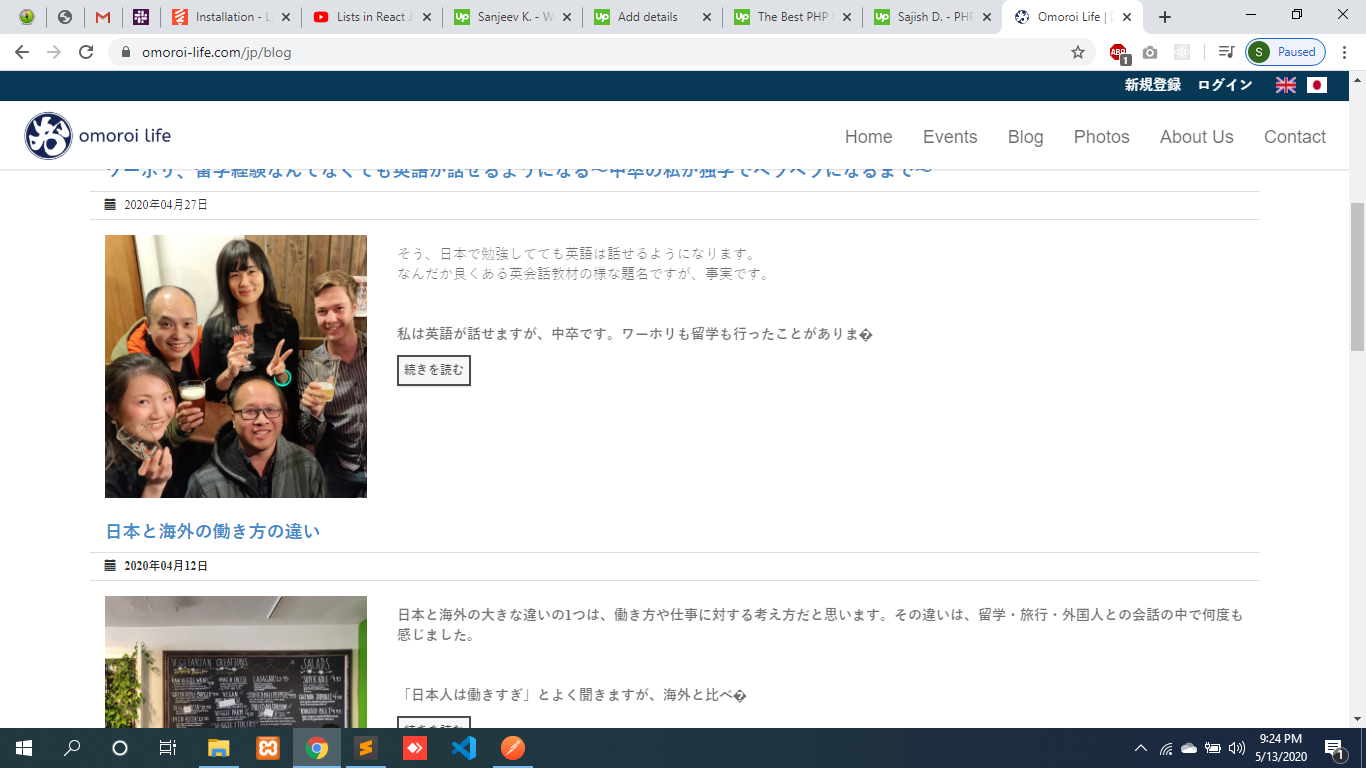 Installation - L
Lists in React J
Sanjeev K. - W
Add details
The Best PHP
Sajish D. - PHP
Omoroi Life |
omoroi-life.com/jp/blog
ABP
1
S
Paused
新規登録 ログイン
omoroi life
Home Events Blog Photos About Us Contact
ワーホリ、留学経験なんてなくても英語が話せるようになる〜中卒の私が独学でペラペラになるまで〜
2020年04月27日
そう、日本で勉強してても英語は話せるようになります。
なんだか良くある英会話教材の様な題名ですが、事実です。
私は英語が話せますが、中卒です。ワーホリも留学も行ったことがありま�
続きを読む
日本と海外の働き方の違い
2020年04月12日
日本と海外の大きな違いの1つは、働き方や仕事に対する考え方だと思います。その違いは、留学・旅行・外国人との会話の中で何度も
感じました。
「日本人は働きすぎ」とよく聞きますが、海外と比べ�
続きを読む
VEGETARIAN CREATIONS
SALADS
9:24 PM
5/13/2020
1